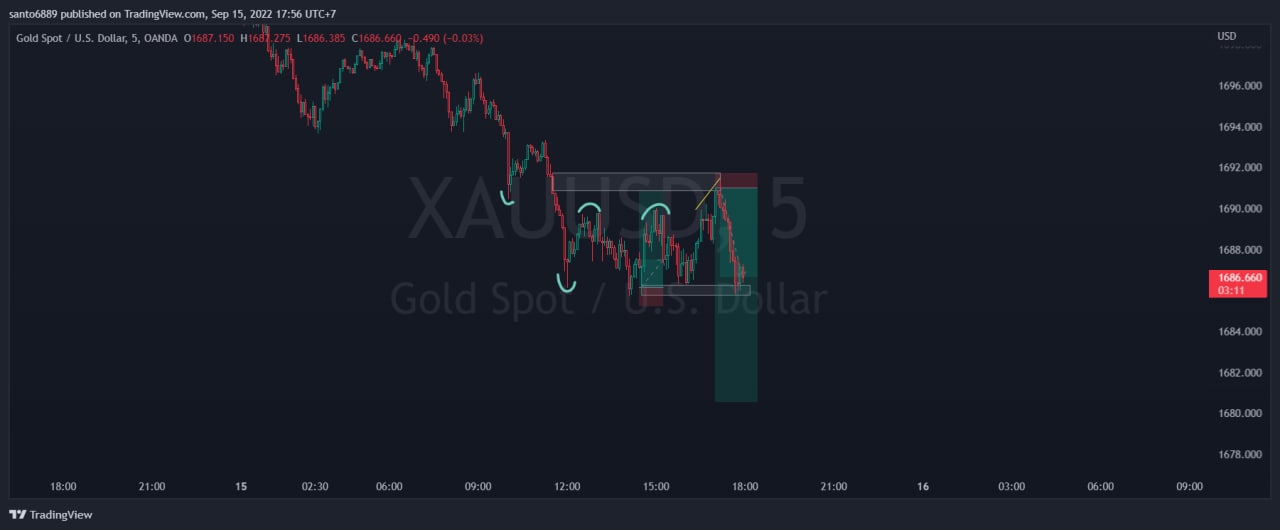 santo6889 published on TradingView.com, Sep 15, 2022 17:56 UTC+7
Gold Spot / U.S. Dollar, 5, OANDA O1687.150 H1687.275 L1686.385 C1686.660 −0.490 (−0.03%)
USD
1696.000
1694.000
1692.000
XAUUSD, 5
1690.000
1688.000
1686.660
03:11
Gold Spot / U.S. Dollar
1684.000
1682.000
1680.000
1678.000
18:00 21:00 15 02:30 06:00 09:00 12:00 15:00 18:00 21:00 16 03:00 06:00 09:00
TradingView